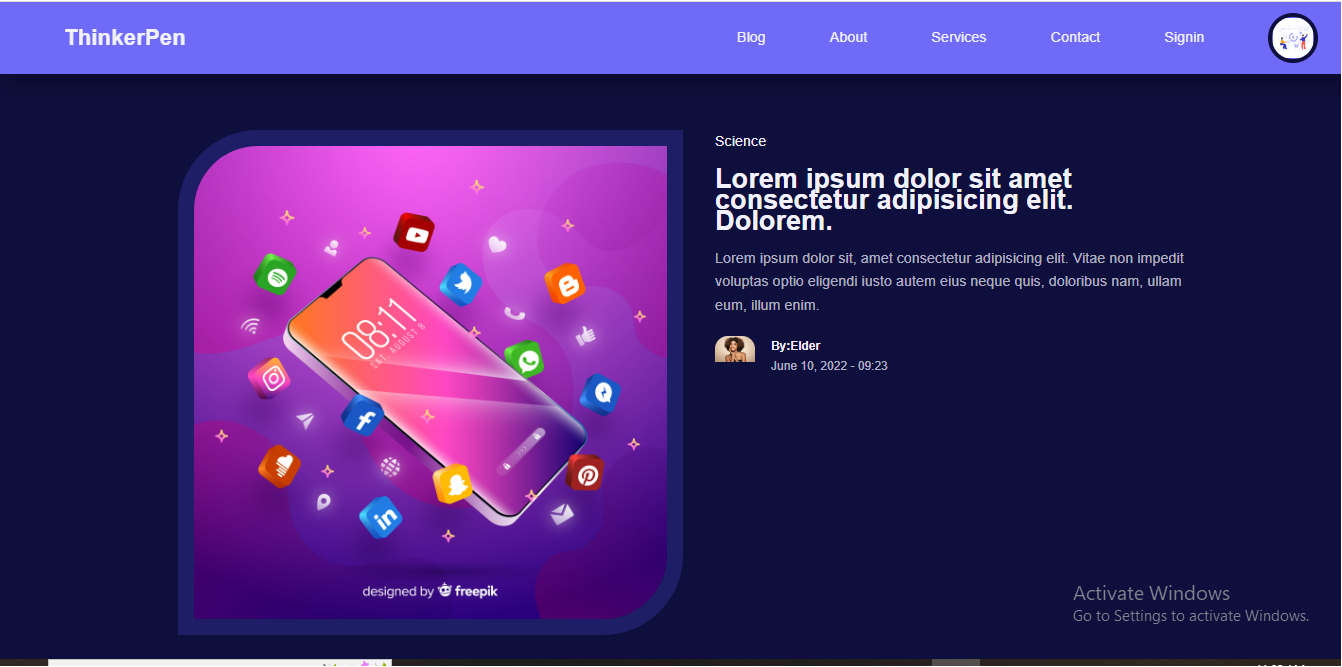 ThinkerPen
Blog
About
Services
Contact
Signin
Science
Lorem ipsum dolor sit amet
consectetur adipisicing elit.
Dolorem.
Lorem ipsum dolor sit, amet consectetur adipisicing elit. Vitae non impedit
voluptas optio eligendi iusto autem eius neque quis, doloribus nam, ullam
eum, illum enim.
By:Elder
June 10, 2022 - 09:23
08:11
SAT, AUGUST 8
designed by freepik
Activate Windows
Go to Settings to activate Windows.